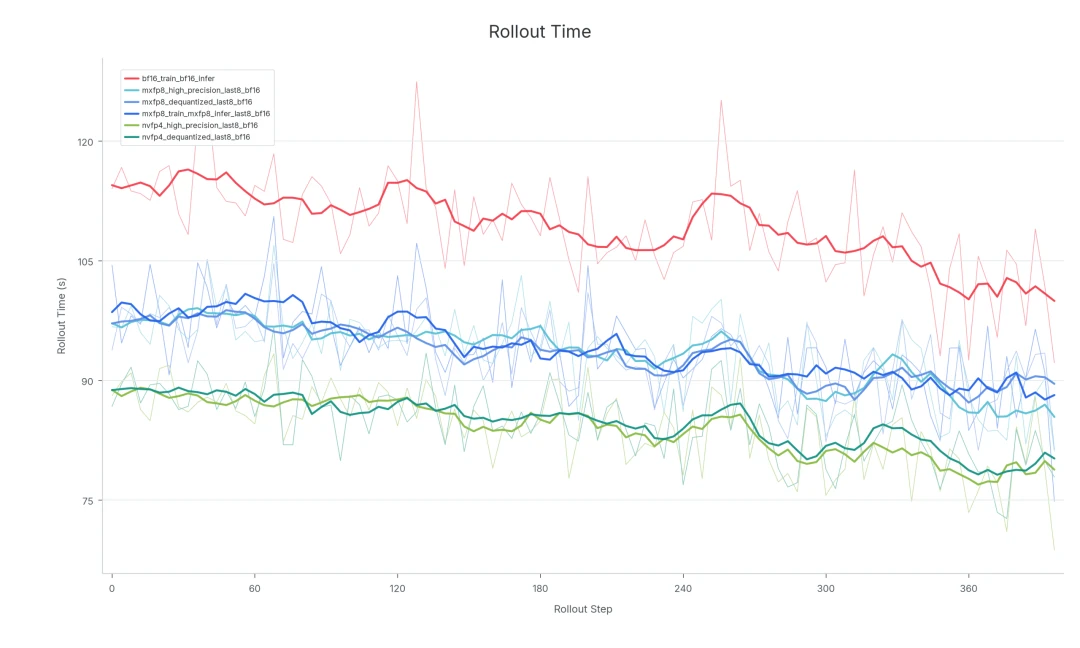 Rollout Time
bf16_train_bf16_infer
mxfp8_high_precision_last8_bf16
mxfp8_dequantized_last8_bf16
mxfp8_train_mxfp8_infer_last8_bf16
nvfp4_high_precision_last8_bf16
nvfp4_dequantized_last8_bf16
120
105
90
75
Rollout Time (s)
0 60 120 180 240 300 360
Rollout Step